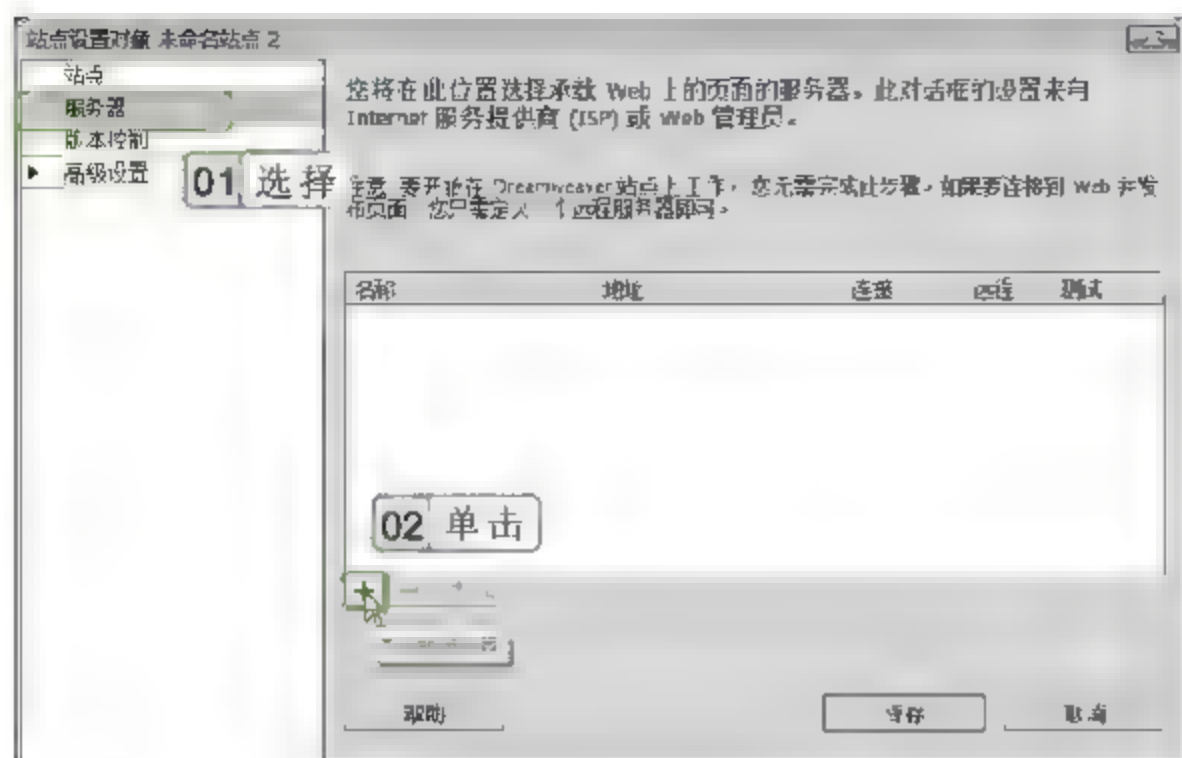 站点设置对象 未命名站点 2
站点
服务器
版本控制
高级设置
01 选择
您将在此位置选择承载 Web 上的页面的服务器。此对话框的设置来自
Internet 服务提供商 (ISP) 或 Web 管理员。
注意:要开始在 Dreamweaver 站点上工作，您无需完成此步骤。如果要连接到 Web 并发
布页面，您只需定义一个远程服务器即可。
名称 地址 连接 远程 测试
02 单击
帮助 保存 取消